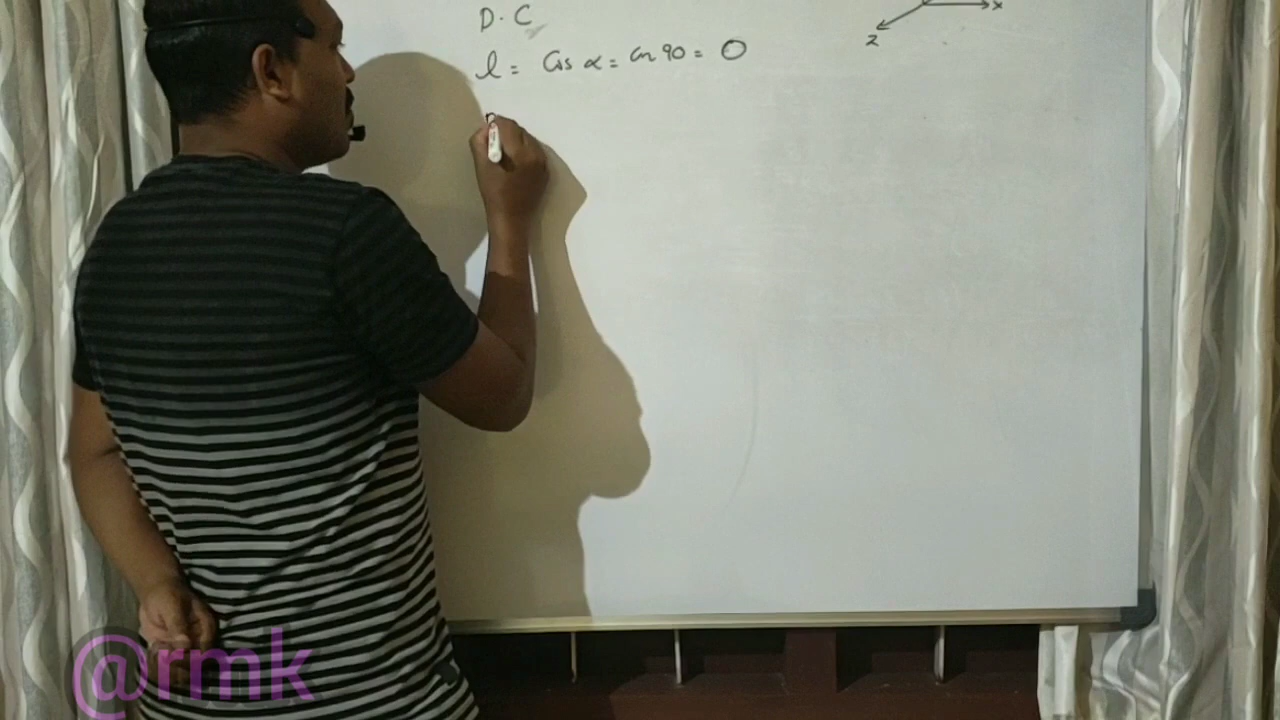 D.C
x
z
l = Cos α = Cos 90 = 0
@rmk